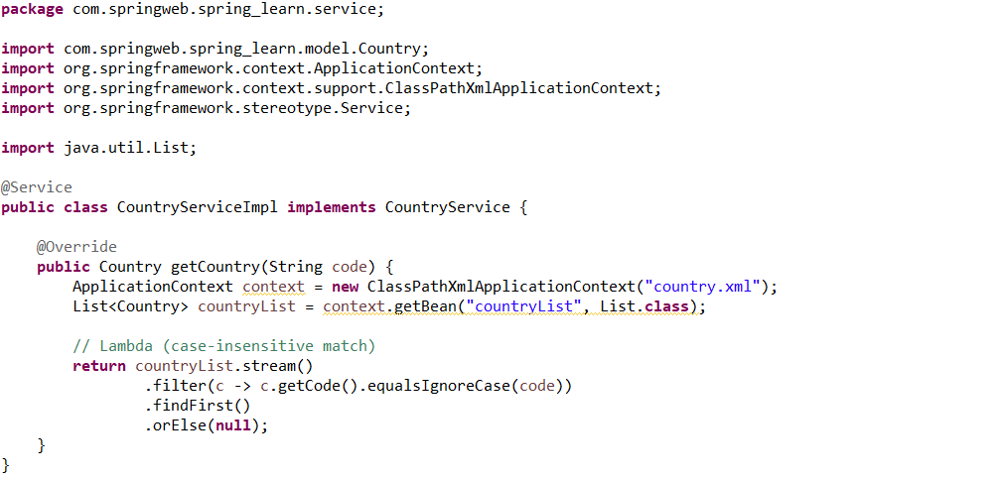 package com.springweb.spring_learn.service;
import com.springweb.spring_learn.model.Country;
import org.springframework.context.ApplicationContext;
import org.springframework.context.support.ClassPathXmlApplicationContext;
import org.springframework.stereotype.Service;
import java.util.List;
@Service
public class CountryServiceImpl implements CountryService {
    @Override
    public Country getCountry(String code) {
        ApplicationContext context = new ClassPathXmlApplicationContext("country.xml");
        List<Country> countryList = context.getBean("countryList", List.class);
        // Lambda (case-insensitive match)
        return countryList.stream()
                .filter(c -> c.getCode().equalsIgnoreCase(code))
                .findFirst()
                .orElse(null);
    }
}